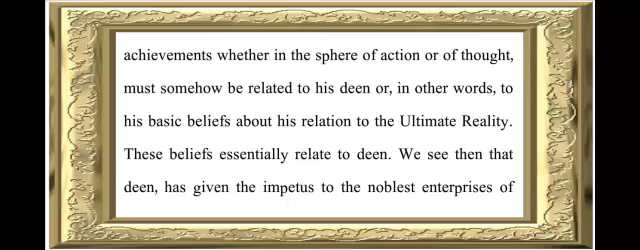 achievements whether in the sphere of action or of thought,
must somehow be related to his deen or, in other words, to
his basic beliefs about his relation to the Ultimate Reality.
These beliefs essentially relate to deen. We see then that
deen, has given the impetus to the noblest enterprises of